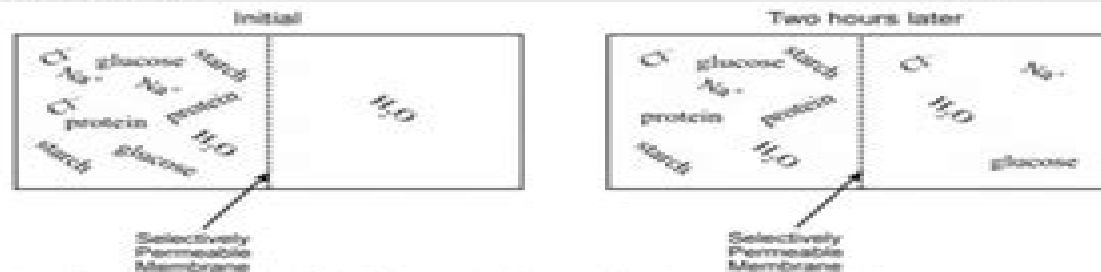 Initial
Cl-
glucose
starch
Na+
Na+
Cl-
protein
protein
H2O
starch
glucose
H2O
Selectively
Permeable
Membrane
Two hours later
Cl-
glucose
starch
Na+
protein
protein
starch
H2O
Cl-
Na+
H2O
glucose
Selectively
Permeable
Membrane